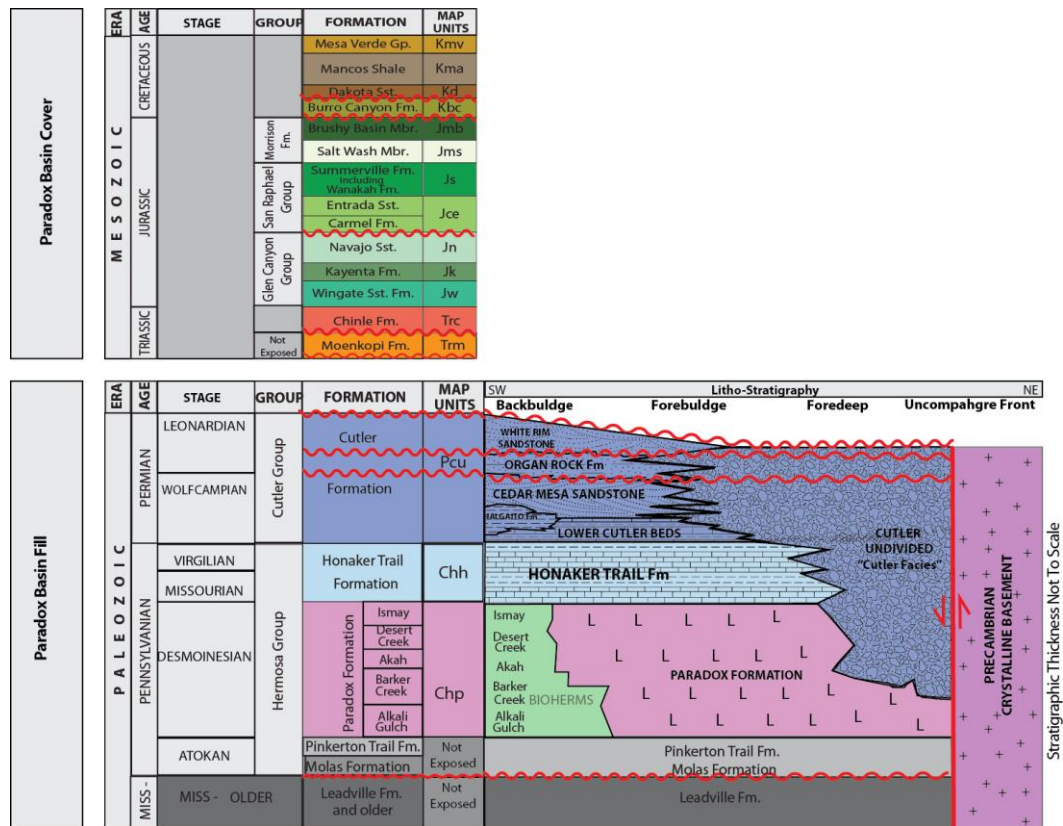 Paradox Basin Cover
ERA
AGE
STAGE
GROUP
FORMATION
MAP
UNITS
MESOZOIC
CRETACEOUS
Mesa Verde Gp.
Kmv
Mancos Shale
Kma
Dakota Sst.
Kd
Burro Canyon Fm.
Kbc
JURASSIC
Morrison
Fm.
Brushy Basin Mbr.
Jmb
Salt Wash Mbr.
Jms
San Raphael
Group
Summerville Fm.
including
Wanakah Fm.
Js
Entrada Sst.
Jce
Carmel Fm.
Glen Canyon
Group
Navajo Sst.
Jn
Kayenta Fm.
Jk
Wingate Sst. Fm.
Jw
TRIASSIC
Chinle Fm.
Trc
Not
Exposed
Moenkopi Fm.
Trm
Paradox Basin Fill
ERA
AGE
STAGE
GROUP
FORMATION
MAP
UNITS
SW
Litho-Stratigraphy
NE
Backbuldge
Forebuldge
Foredeep
Uncompahgre Front
PALEOZOIC
PERMIAN
LEONARDIAN
WOLFCAMPIAN
Cutler Group
Cutler
Formation
Pcu
WHITE RIM
SANDSTONE
ORGAN ROCK Fm
CEDAR MESA SANDSTONE
HALGAITO Fm
LOWER CUTLER BEDS
CUTLER
UNDIVIDED
"Cutler Facies"
PENNSYLVANIAN
VIRGILIAN
MISSOURIAN
Hermosa Group
Honaker Trail
Formation
Chh
HONAKER TRAIL Fm
DESMOINESIAN
Paradox Formation
Ismay
Desert
Creek
Akah
Barker
Creek
Alkali
Gulch
Chp
Ismay
Desert
Creek
Akah
Barker
Creek
BIOHERMS
Alkali
Gulch
L L L L L
L L L L L
PARADOX FORMATION
L L L L L
L L L L L L
ATOKAN
Pinkerton Trail Fm.
Molas Formation
Not
Exposed
Pinkerton Trail Fm.
Molas Formation
MISS -
MISS - OLDER
Leadville Fm.
and older
Not
Exposed
Leadville Fm.
PRECAMBRIAN
CRYSTALLINE BASEMENT
Stratigraphic Thickness Not To Scale